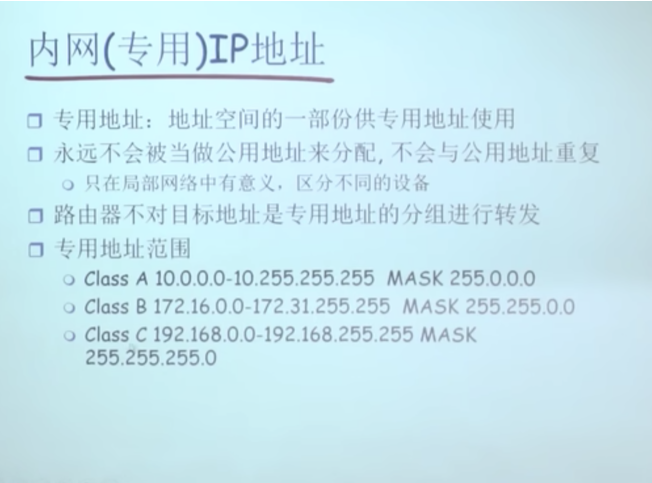 内网(专用)IP地址
专用地址：地址空间的一部份供专用地址使用
永远不会被当做公用地址来分配, 不会与公用地址重复
只在局部网络中有意义，区分不同的设备
路由器不对目标地址是专用地址的分组进行转发
专用地址范围
Class A 10.0.0.0-10.255.255.255 MASK 255.0.0.0
Class B 172.16.0.0-172.31.255.255 MASK 255.255.0.0
Class C 192.168.0.0-192.168.255.255 MASK
255.255.255.0